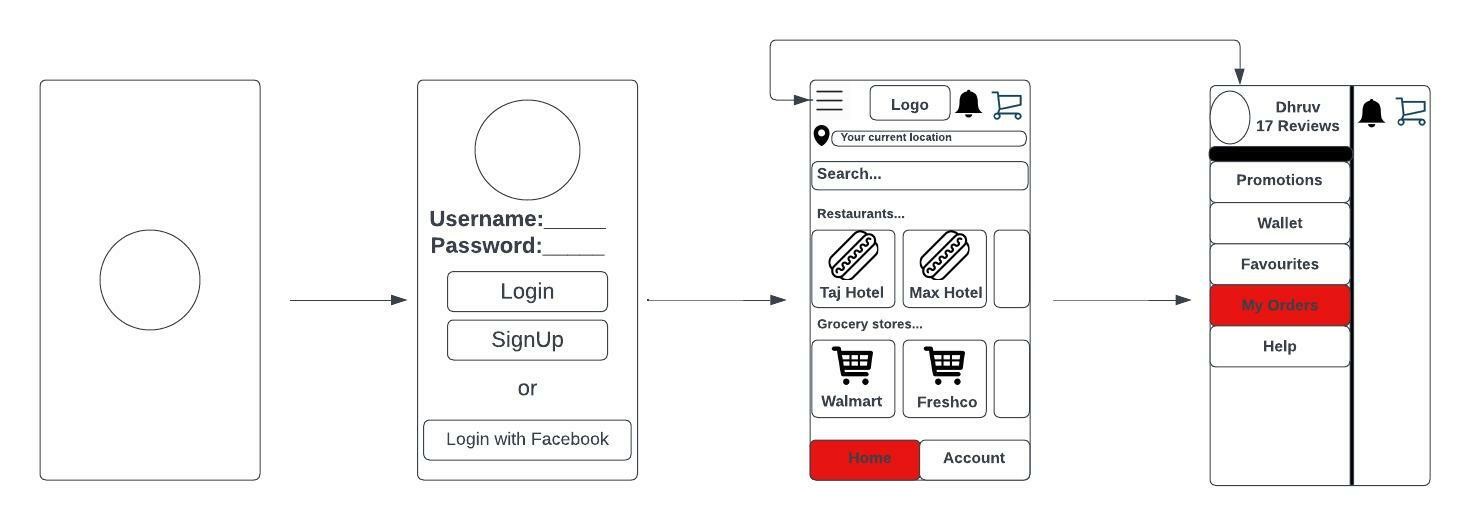 Username:_____
Password:_____
Login
SignUp
or
Login with Facebook
Logo
Your current location
Search...
Restaurants...
Taj Hotel
Max Hotel
Grocery stores...
Walmart
Freshco
Home
Account
Dhruv
17 Reviews
Promotions
Wallet
Favourites
My Orders
Help